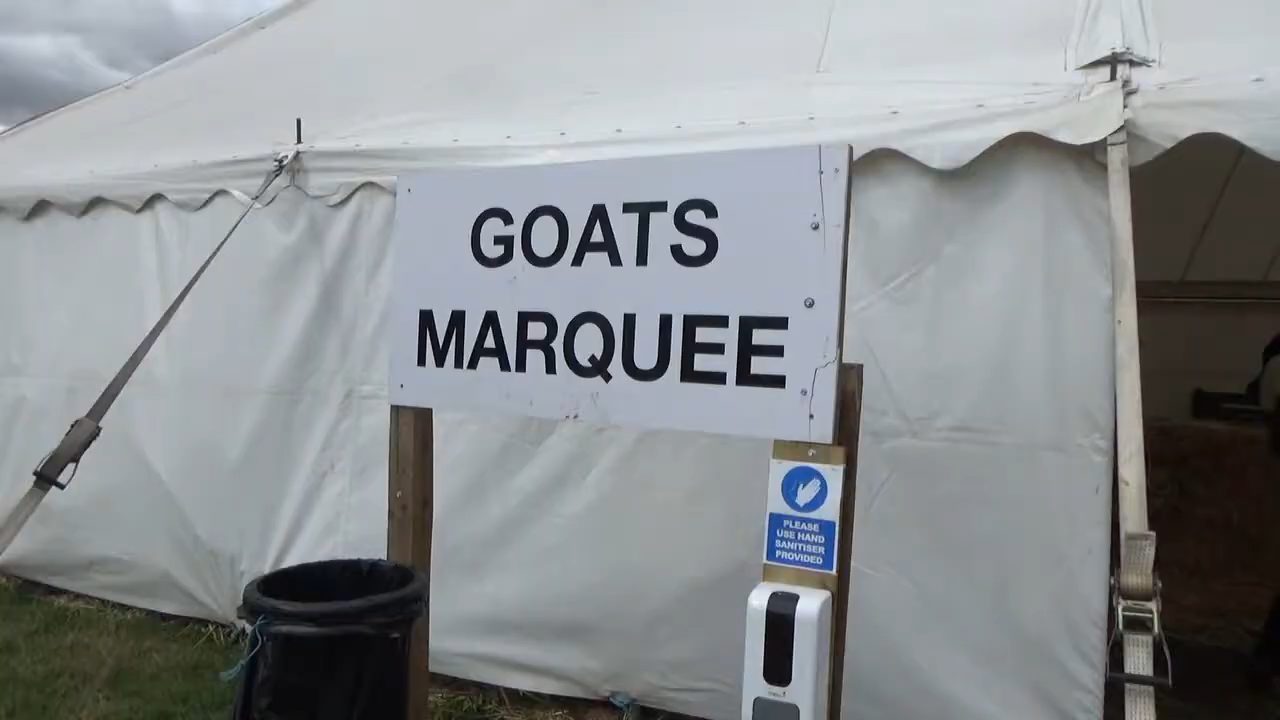 GOATS
MARQUEE
PLEASE
USE HAND
SANITISER
PROVIDED